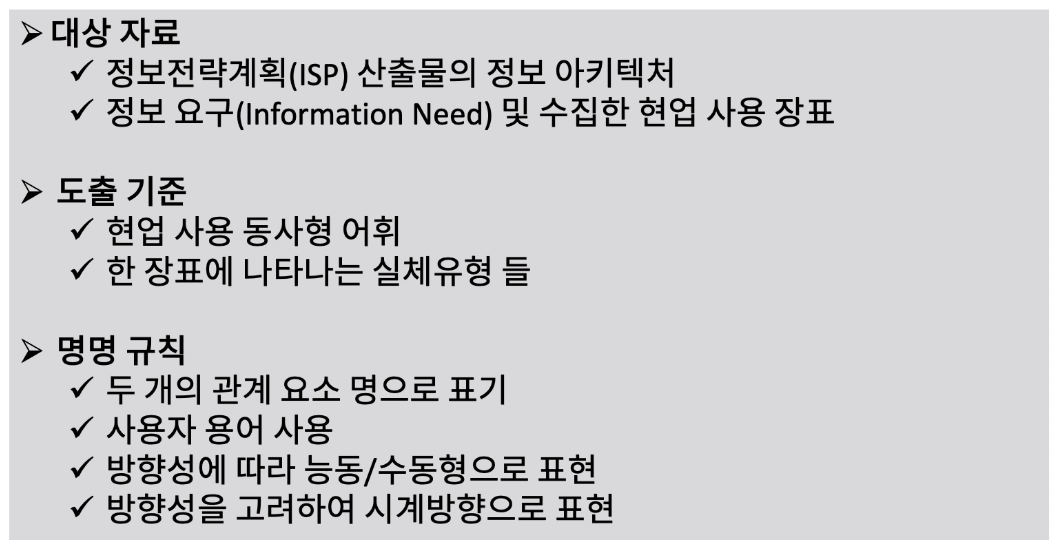 ➢ 대상 자료
✓ 정보전략계획(ISP) 산출물의 정보 아키텍처
✓ 정보 요구(Information Need) 및 수집한 현업 사용 장표
➢ 도출 기준
✓ 현업 사용 동사형 어휘
✓ 한 장표에 나타나는 실체유형 들
➢ 명명 규칙
✓ 두 개의 관계 요소 명으로 표기
✓ 사용자 용어 사용
✓ 방향성에 따라 능동/수동형으로 표현
✓ 방향성을 고려하여 시계방향으로 표현